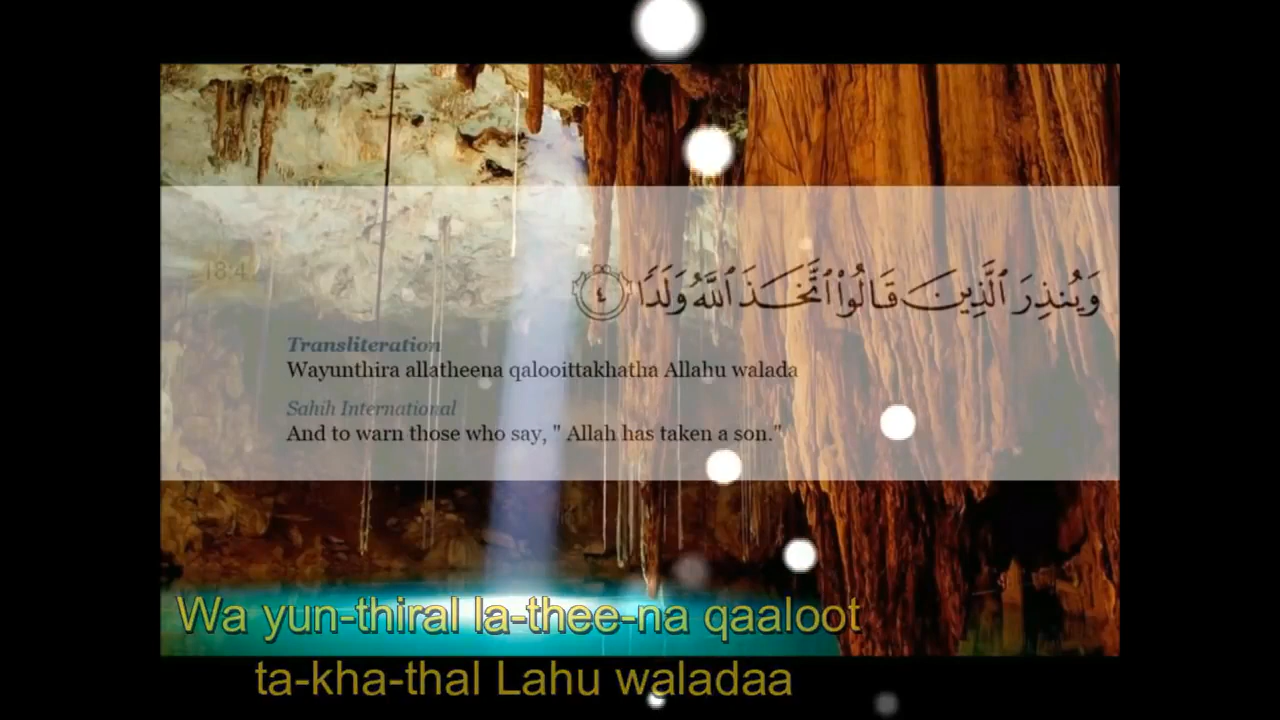 18:4
وَيُنذِرَ ٱلَّذِينَ قَالُوا۟ ٱتَّخَذَ ٱللَّهُ وَلَدًا ٤
Transliteration
Wayunthira allatheena qalooittakhatha Allahu walada
Sahih International
And to warn those who say, " Allah has taken a son."
Wa yun-thiral la-thee-na qaaloot
ta-kha-thal Lahu waladaa